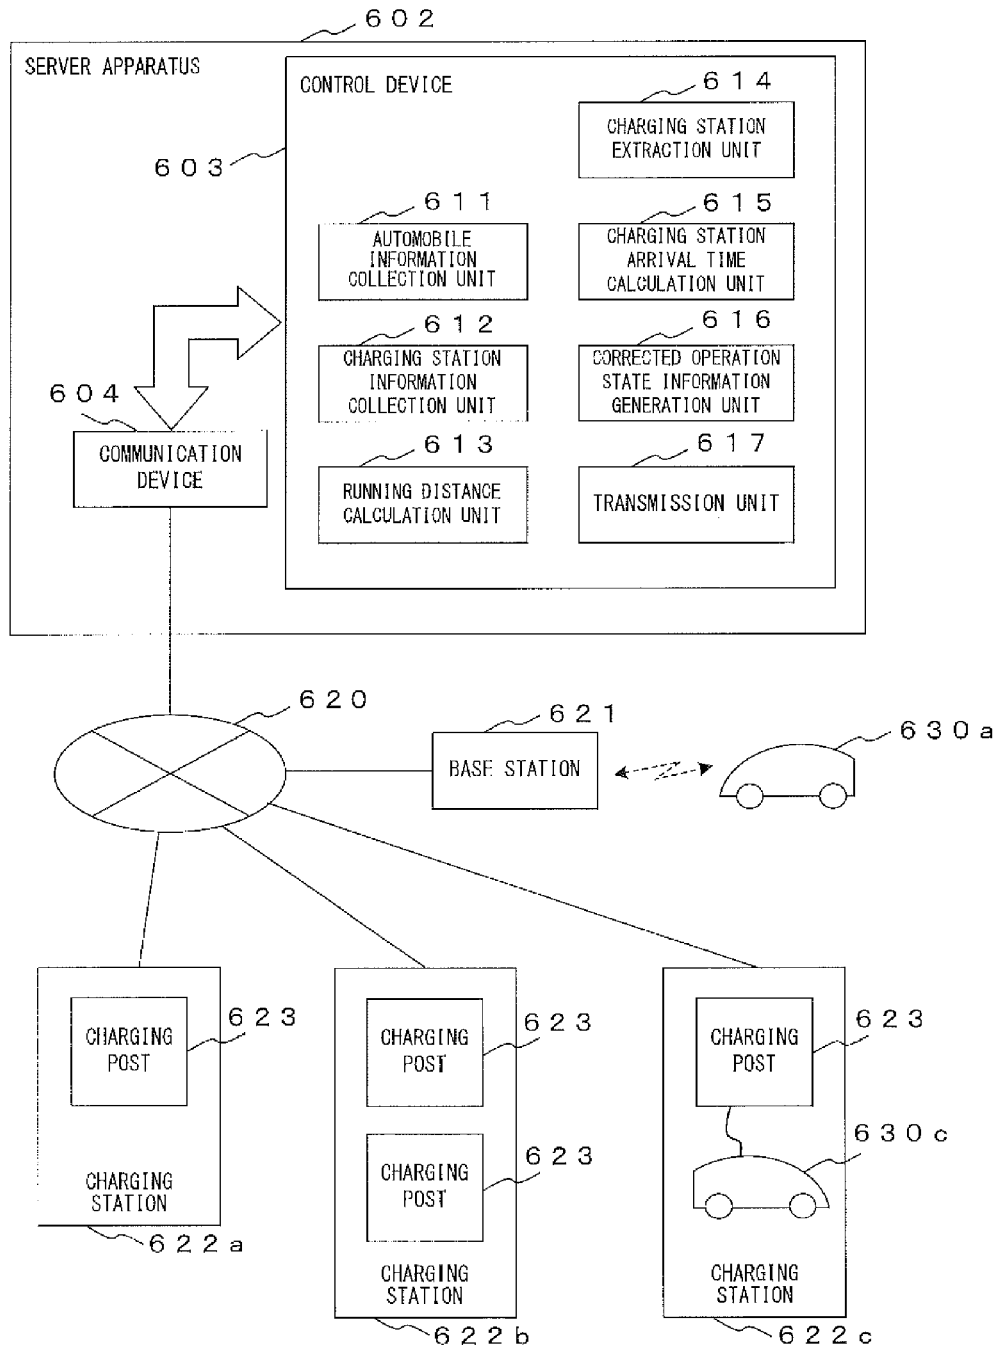 602
SERVER APPARATUS
CONTROL DEVICE
614
CHARGING STATION
EXTRACTION UNIT
603
611
AUTOMOBILE
INFORMATION
COLLECTION UNIT
615
CHARGING STATION
ARRIVAL TIME
CALCULATION UNIT
612
CHARGING STATION
INFORMATION
COLLECTION UNIT
616
CORRECTED OPERATION
STATE INFORMATION
GENERATION UNIT
604
COMMUNICATION
DEVICE
613
RUNNING DISTANCE
CALCULATION UNIT
617
TRANSMISSION UNIT
620
621
BASE STATION
630a
CHARGING
POST
623
CHARGING
STATION
622a
CHARGING
POST
623
CHARGING
POST
623
CHARGING
STATION
622b
CHARGING
POST
623
630c
CHARGING
STATION
622c